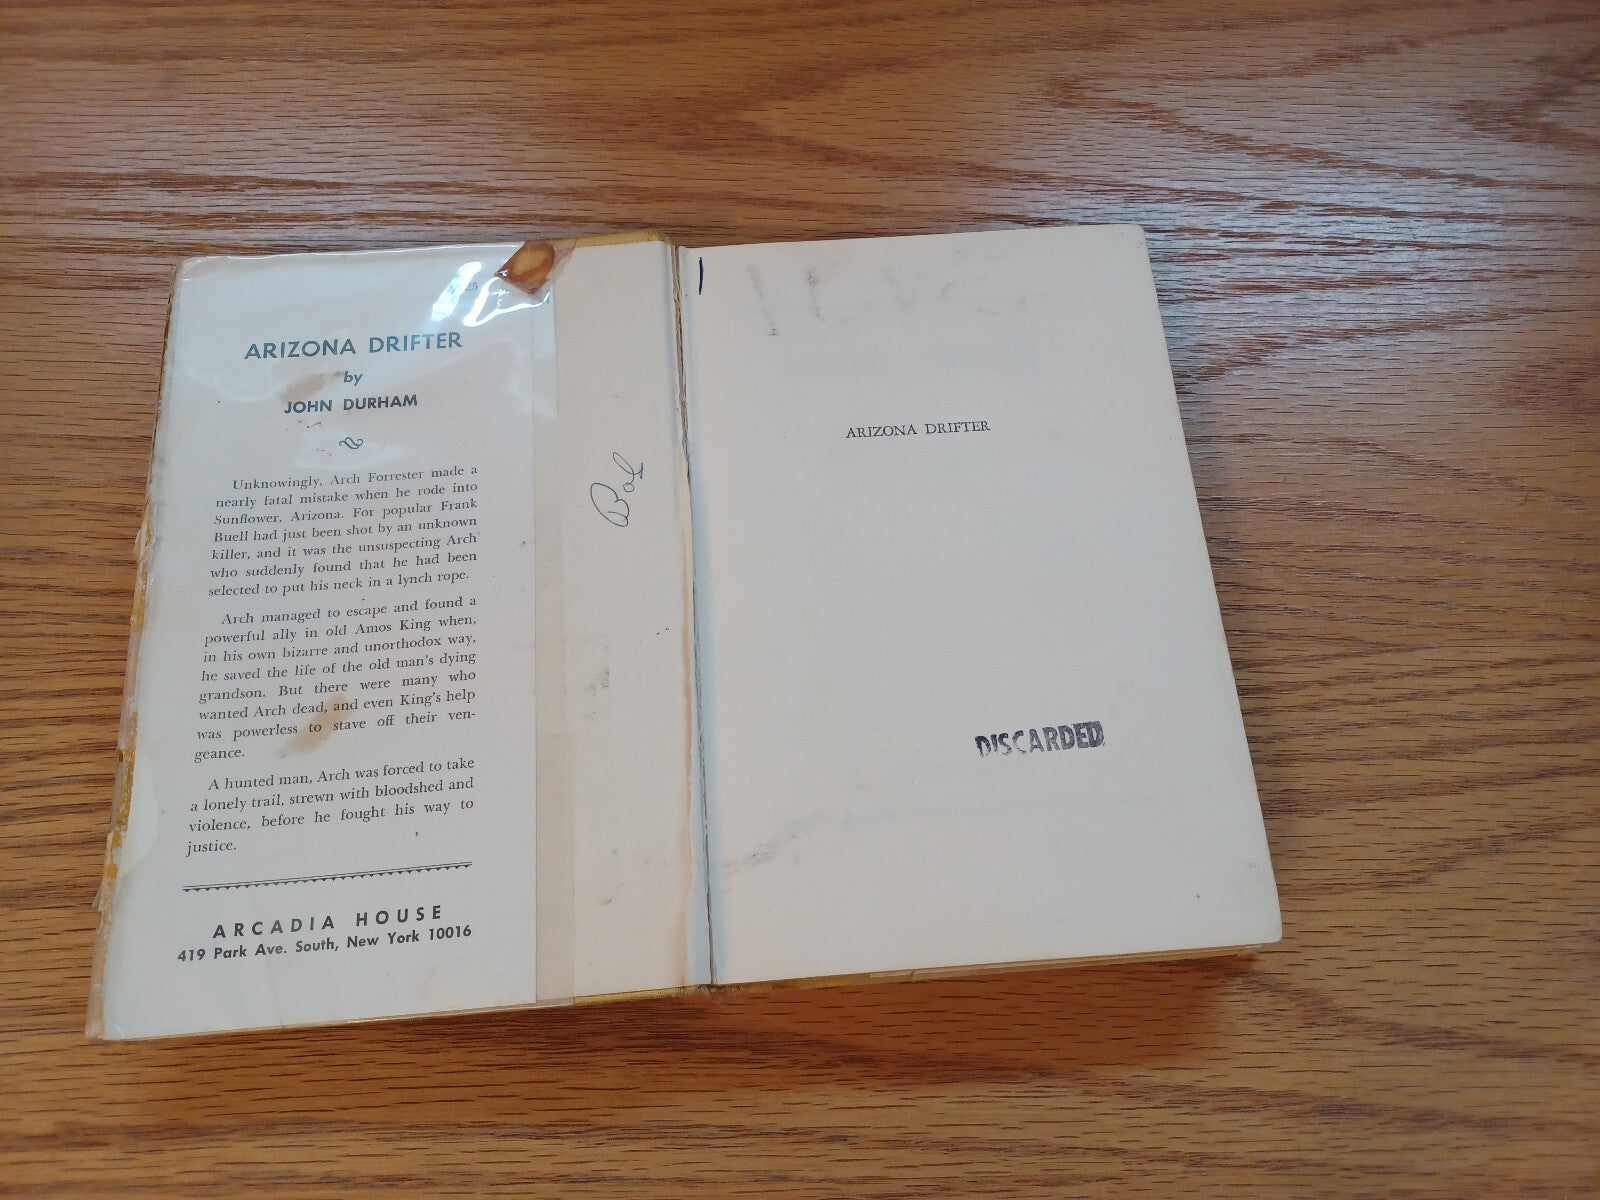 ARIZONA DRIFTER
by
JOHN DURHAM
Unknowingly, Arch Forrester made a
nearly fatal mistake when he rode into
Sunflower, Arizona. For popular Frank
Buell had just been shot by an unknown
killer, and it was the unsuspecting Arch
who suddenly found that he had been
selected to put his neck in a lynch rope.
Arch managed to escape and found a
powerful ally in old Amos King when,
in his own bizarre and unorthodox way,
he saved the life of the old man's dying
grandson. But there were many who
wanted Arch dead, and even King's help
was powerless to stave off their ven-
geance.
A hunted man, Arch was forced to take
a lonely trail, strewn with bloodshed and
violence, before he fought his way to
justice.
ARCADIA HOUSE
419 Park Ave. South, New York 10016
Bob
ARIZONA DRIFTER
DISCARDED